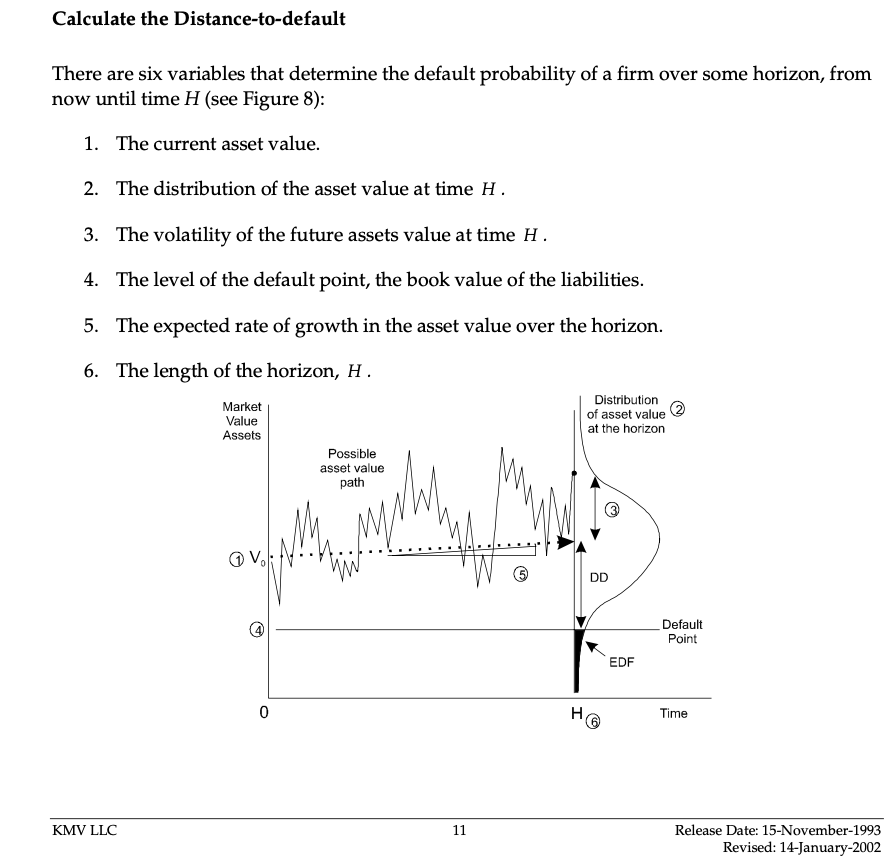 Calculate the Distance-to-default
There are six variables that determine the default probability of a firm over some horizon, from
now until time H (see Figure 8):
1. The current asset value.
2. The distribution of the asset value at time H .
3. The volatility of the future assets value at time H .
4. The level of the default point, the book value of the liabilities.
5. The expected rate of growth in the asset value over the horizon.
6. The length of the horizon, H .
Market
Value
Assets
Distribution
of asset value ②
at the horizon
Possible
asset value
path
③
① V₀
⑤
DD
④
Default
Point
EDF
0
H ⑥
Time
KMV LLC 11 Release Date: 15-November-1993
Revised: 14-January-2002